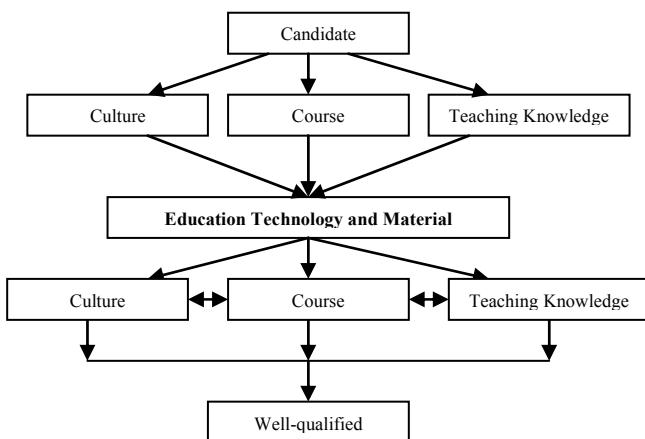 Candidate
Culture
Course
Teaching Knowledge
Education Technology and Material
Culture
Course
Teaching Knowledge
Well-qualified